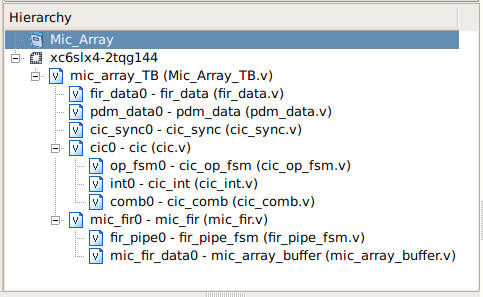 Hierarchy
Mic_Array
xc6slx4-2tqg144
mic_array_TB (Mic_Array_TB.v)
fir_data0 - fir_data (fir_data.v)
pdm_data0 - pdm_data (pdm_data.v)
cic_sync0 - cic_sync (cic_sync.v)
cic0 - cic (cic.v)
op_fsm0 - cic_op_fsm (cic_op_fsm.v)
int0 - cic_int (cic_int.v)
comb0 - cic_comb (cic_comb.v)
mic_fir0 - mic_fir (mic_fir.v)
fir_pipe0 - fir_pipe_fsm (fir_pipe_fsm.v)
mic_fir_data0 - mic_array_buffer (mic_array_buffer.v)